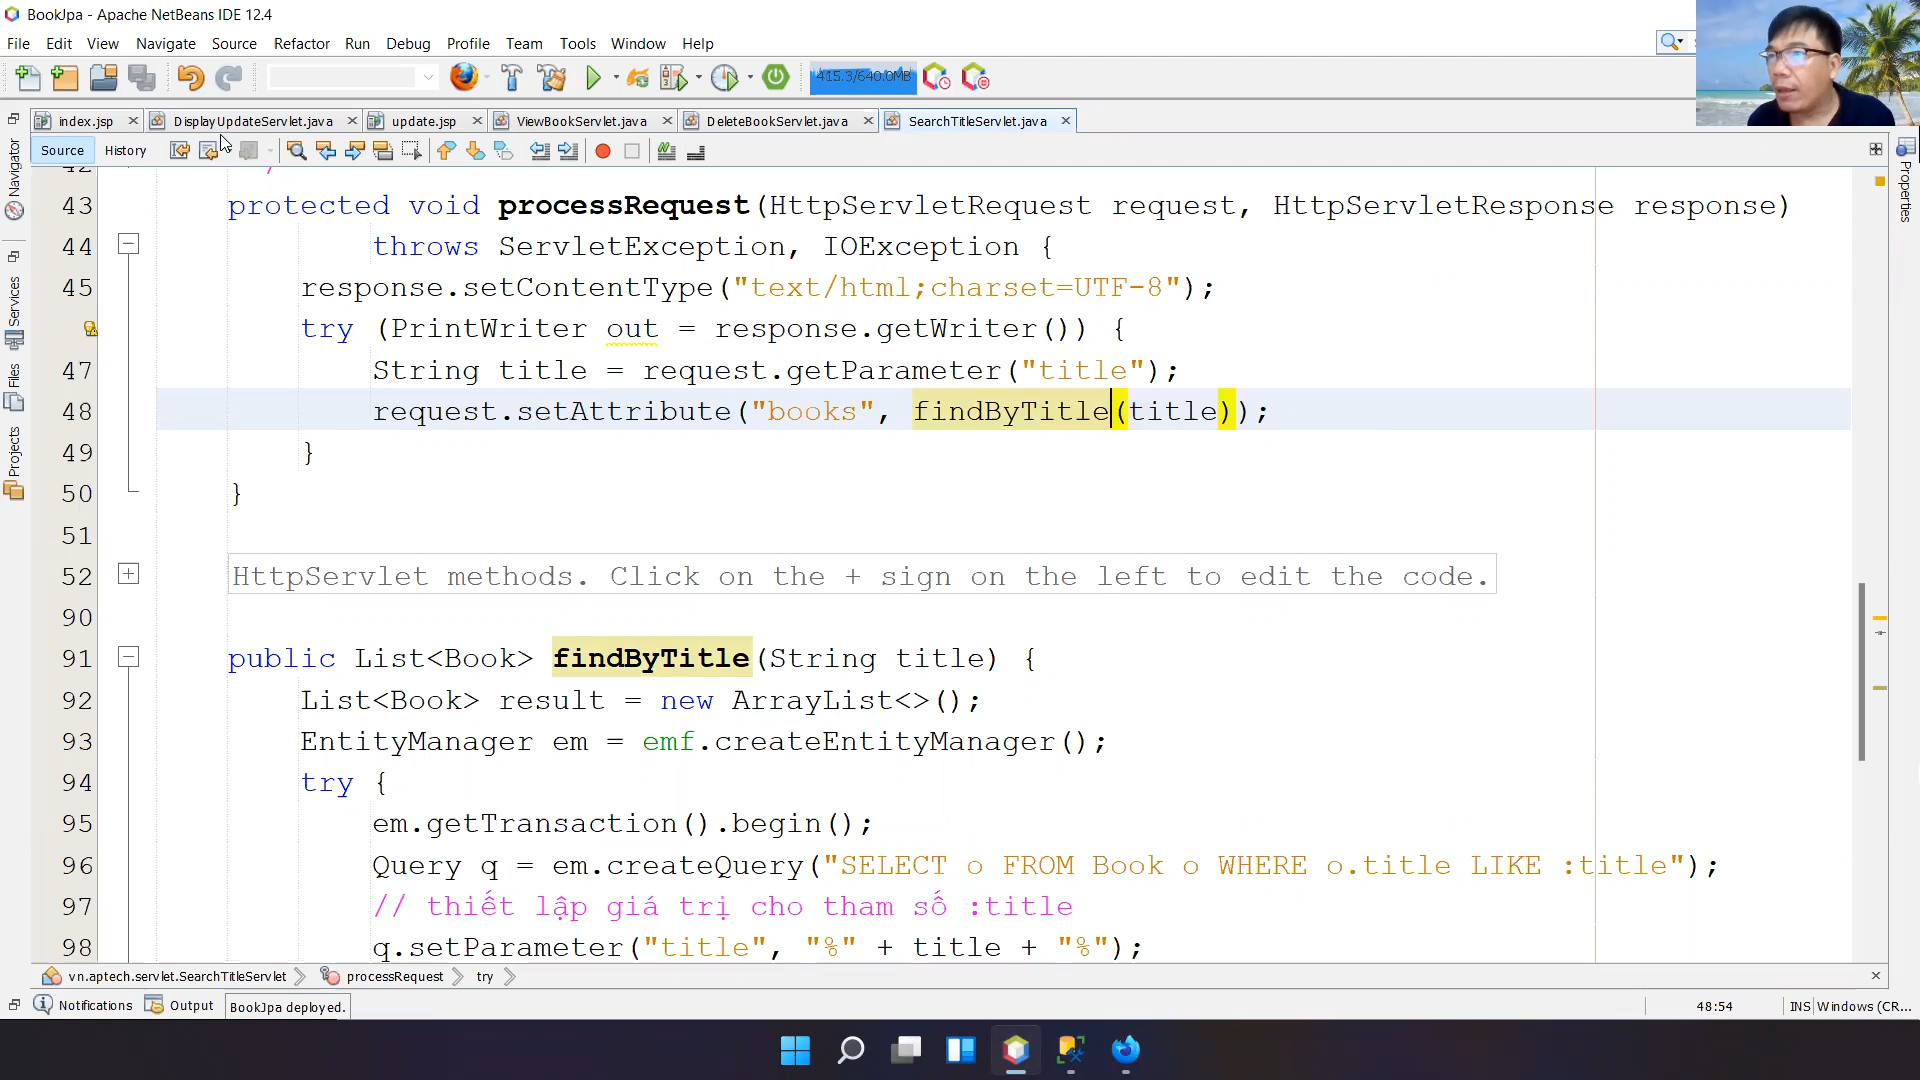 BookJpa - Apache NetBeans IDE 12.4
File Edit View Navigate Source Refactor Run Debug Profile Team Tools Window Help
415.3/640.0MB
index.jsp DisplayUpdateServlet.java update.jsp ViewBookServlet.java DeleteBookServlet.java SearchTitleServlet.java
Source History
Navigator
Services
Files
Projects
Properties
43 protected void processRequest(HttpServletRequest request, HttpServletResponse response)
44 throws ServletException, IOException {
45 response.setContentType("text/html;charset=UTF-8");
try (PrintWriter out = response.getWriter()) {
47 String title = request.getParameter("title");
48 request.setAttribute("books", findByTitle(title));
49 }
50 }
51
52 HttpServlet methods. Click on the + sign on the left to edit the code.
90
91 public List<Book> findByTitle(String title) {
92 List<Book> result = new ArrayList<>();
93 EntityManager em = emf.createEntityManager();
94 try {
95 em.getTransaction().begin();
96 Query q = em.createQuery("SELECT o FROM Book o WHERE o.title LIKE :title");
97 // thiết lập giá trị cho tham số :title
98 q.setParameter("title", "%" + title + "%");
vn.aptech.servlet.SearchTitleServlet processRequest try
Notifications Output BookJpa deployed. 48:54 INS Windows (CR...